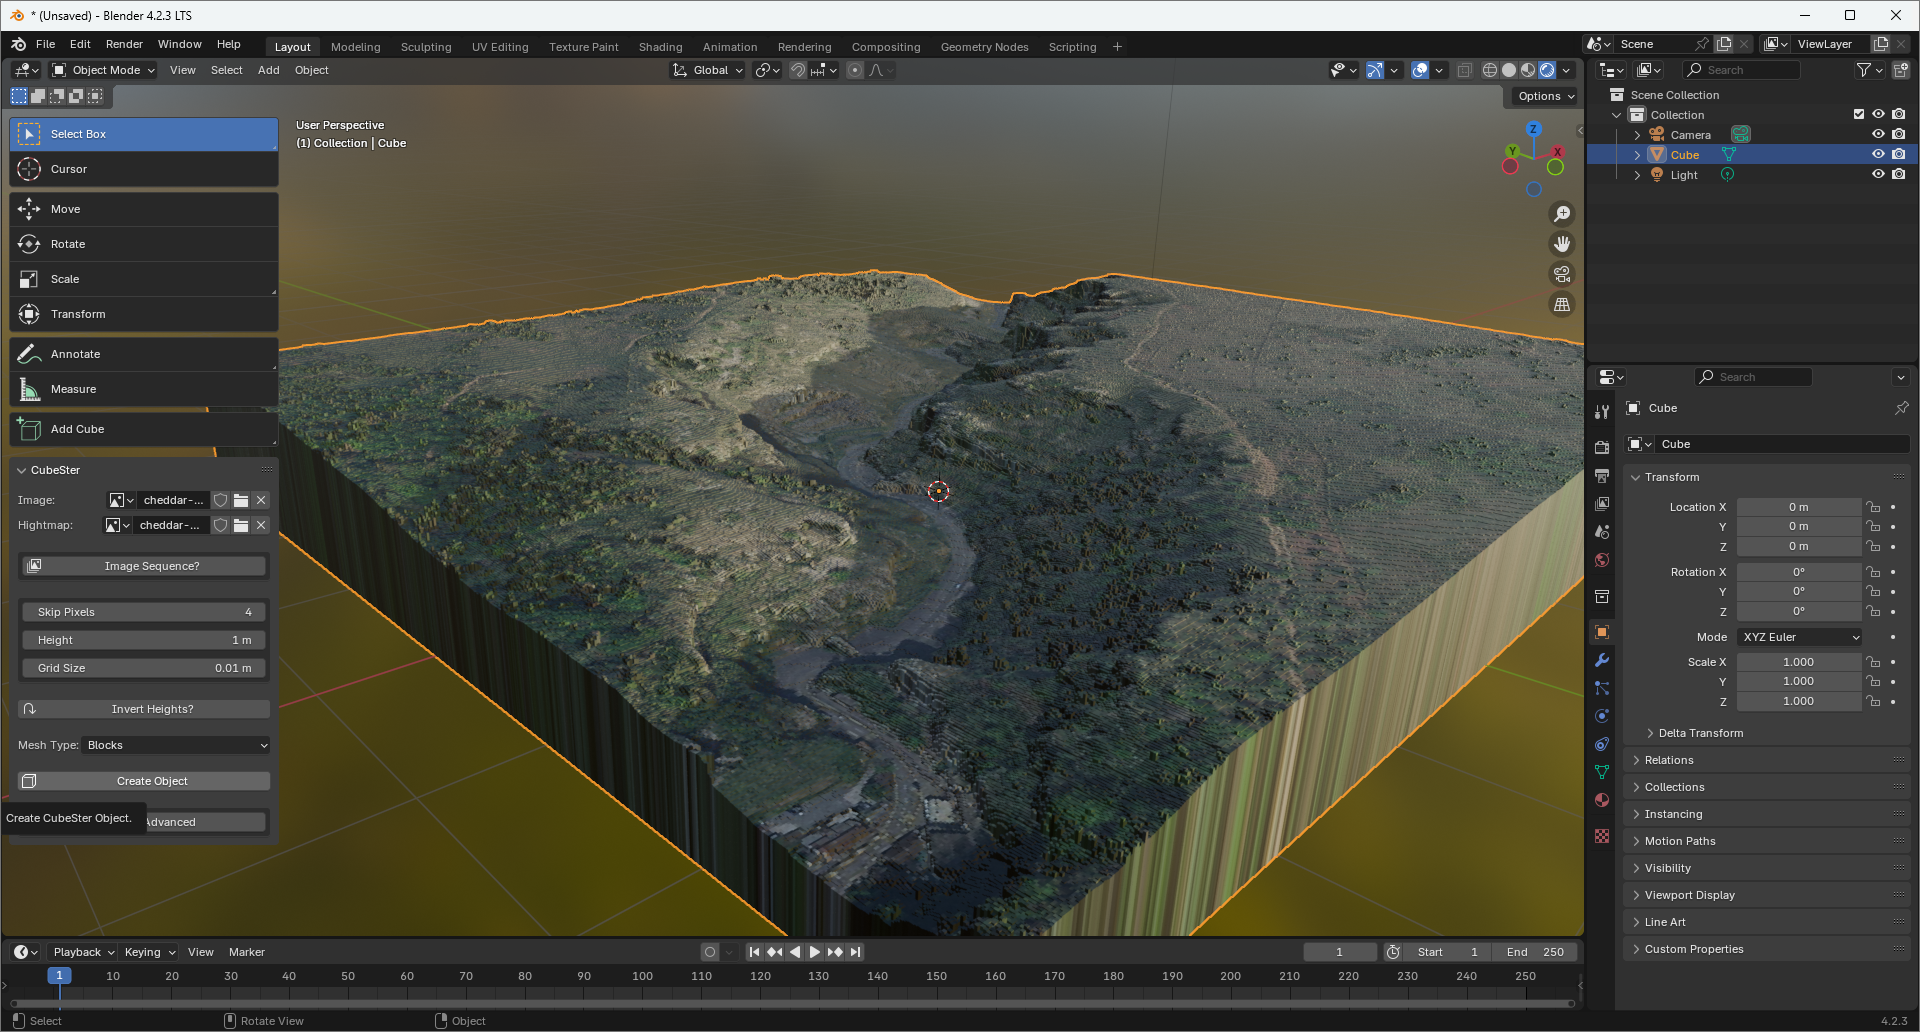 * (Unsaved) - Blender 4.2.3 LTS
File Edit Render Window Help Layout Modeling Sculpting UV Editing Texture Paint Shading Animation Rendering Compositing Geometry Nodes Scripting + Scene ViewLayer
Object Mode View Select Add Object Global Search
Options
User Perspective
(1) Collection | Cube
Select Box
Cursor
Move
Rotate
Scale
Transform
Annotate
Measure
Add Cube
CubeSter
Image: cheddar-...
Hightmap: cheddar-...
Image Sequence?
Skip Pixels 4
Height 1 m
Grid Size 0.01 m
Invert Heights?
Mesh Type: Blocks
Create Object
Create CubeSter Object.
Advanced
Z
Y X
Scene Collection
Collection
Camera
Cube
Light
Search
Cube
Cube
Transform
Location X 0 m
Y 0 m
Z 0 m
Rotation X 0°
Y 0°
Z 0°
Mode XYZ Euler
Scale X 1.000
Y 1.000
Z 1.000
Delta Transform
Relations
Collections
Instancing
Motion Paths
Visibility
Viewport Display
Line Art
Custom Properties
Playback Keying View Marker 1 Start 1 End 250
1 10 20 30 40 50 60 70 80 90 100 110 120 130 140 150 160 170 180 190 200 210 220 230 240 250
Select Rotate View Object 4.2.3